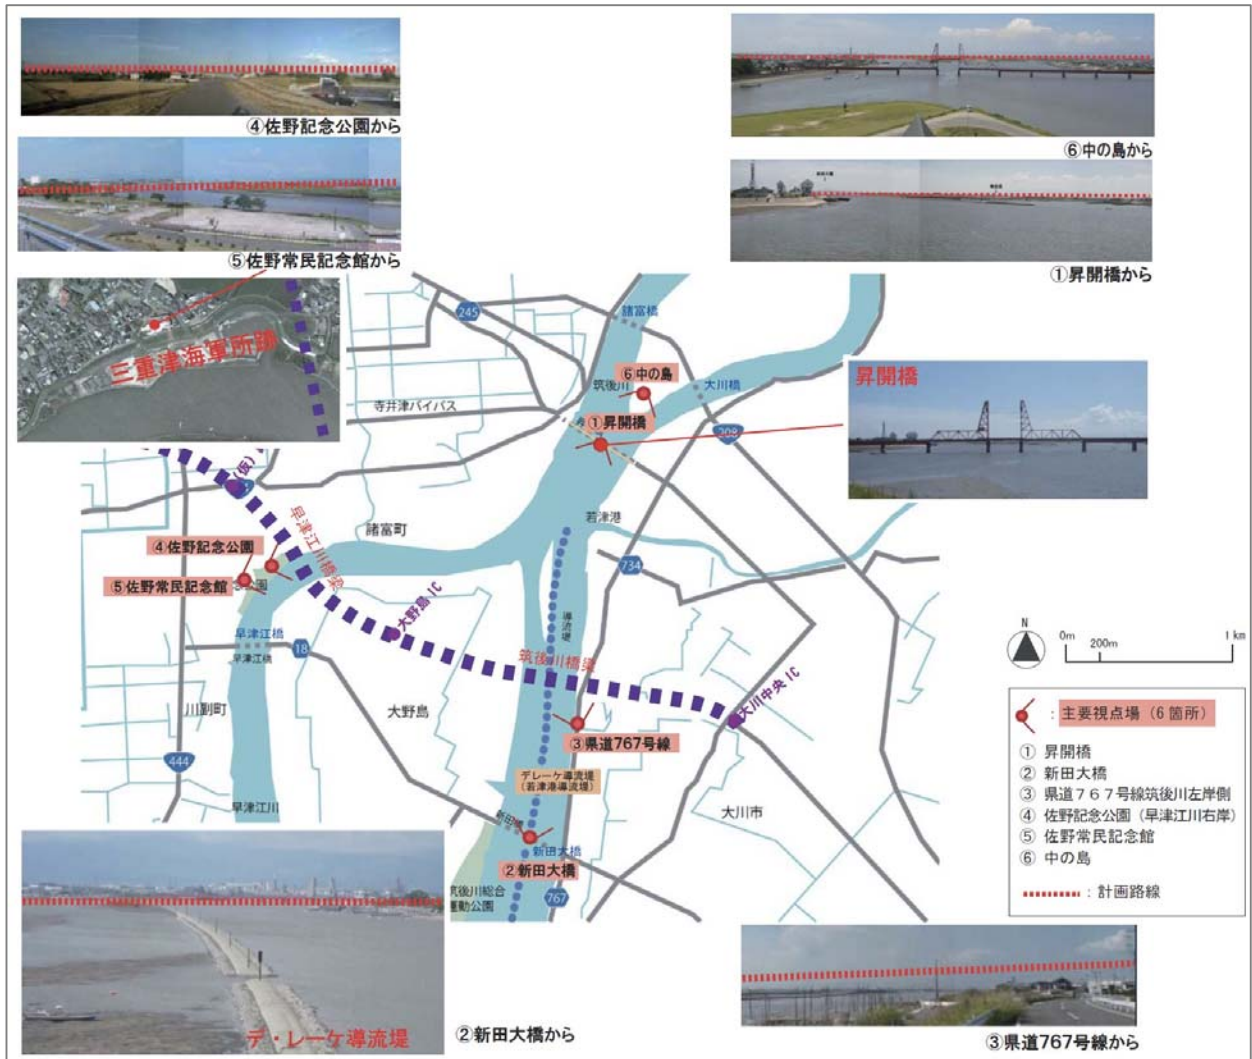 ④佐野記念公園から
⑥中の島から
⑤佐野常民記念館から
①昇開橋から
三重津海軍所跡
245
諸富橋
⑥中の島
筑後川
大川橋
昇開橋
寺井津バイパス
①昇開橋
208
(仮)
諸富町
若津港
早津江川橋梁
④佐野記念公園
734
⑤佐野常民記念館
公園
大野島IC
導流堤
N
0m
200m
1km
早津江橋
18
早津江橋
筑後川橋梁
大川中央IC
川副町
大野島
③県道767号線
444
デレーケ導流堤
(若津港導流堤)
大川市
早津江川
新田橋
新田大橋
②新田大橋
筑後川総合
運動公園
767
:主要視点場(6箇所)
① 昇開橋
② 新田大橋
③ 県道767号線筑後川左岸側
④ 佐野記念公園(早津江川右岸)
⑤ 佐野常民記念館
⑥ 中の島
:計画路線
デ・レーケ導流堤
②新田大橋から
③県道767号線から